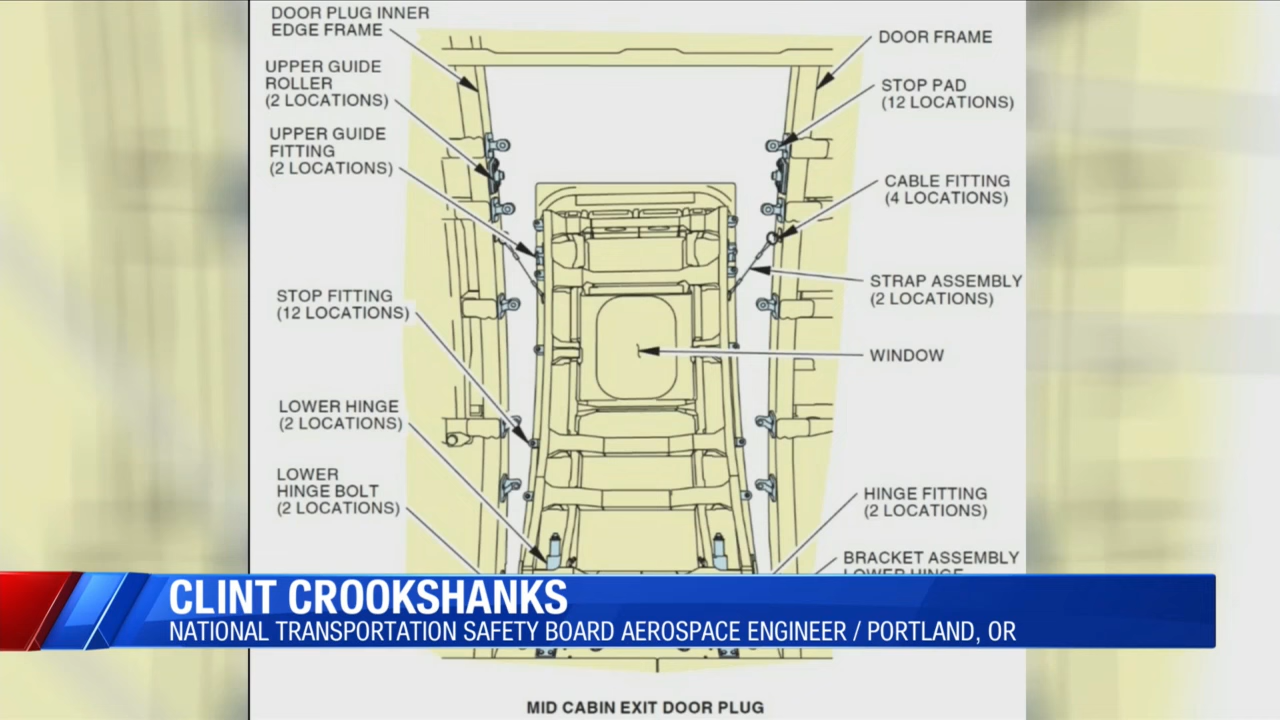 DOOR PLUG INNER
EDGE FRAME
UPPER GUIDE
ROLLER
(2 LOCATIONS)
UPPER GUIDE
FITTING
(2 LOCATIONS)
STOP FITTING
(12 LOCATIONS)
LOWER HINGE
(2 LOCATIONS)
LOWER
HINGE BOLT
(2 LOCATIONS)
DOOR FRAME
STOP PAD
(12 LOCATIONS)
CABLE FITTING
(4 LOCATIONS)
STRAP ASSEMBLY
(2 LOCATIONS)
WINDOW
HINGE FITTING
(2 LOCATIONS)
BRACKET ASSEMBLY
LOWER HINGE
CLINT CROOKSHANKS
NATIONAL TRANSPORTATION SAFETY BOARD AEROSPACE ENGINEER / PORTLAND, OR
MID CABIN EXIT DOOR PLUG